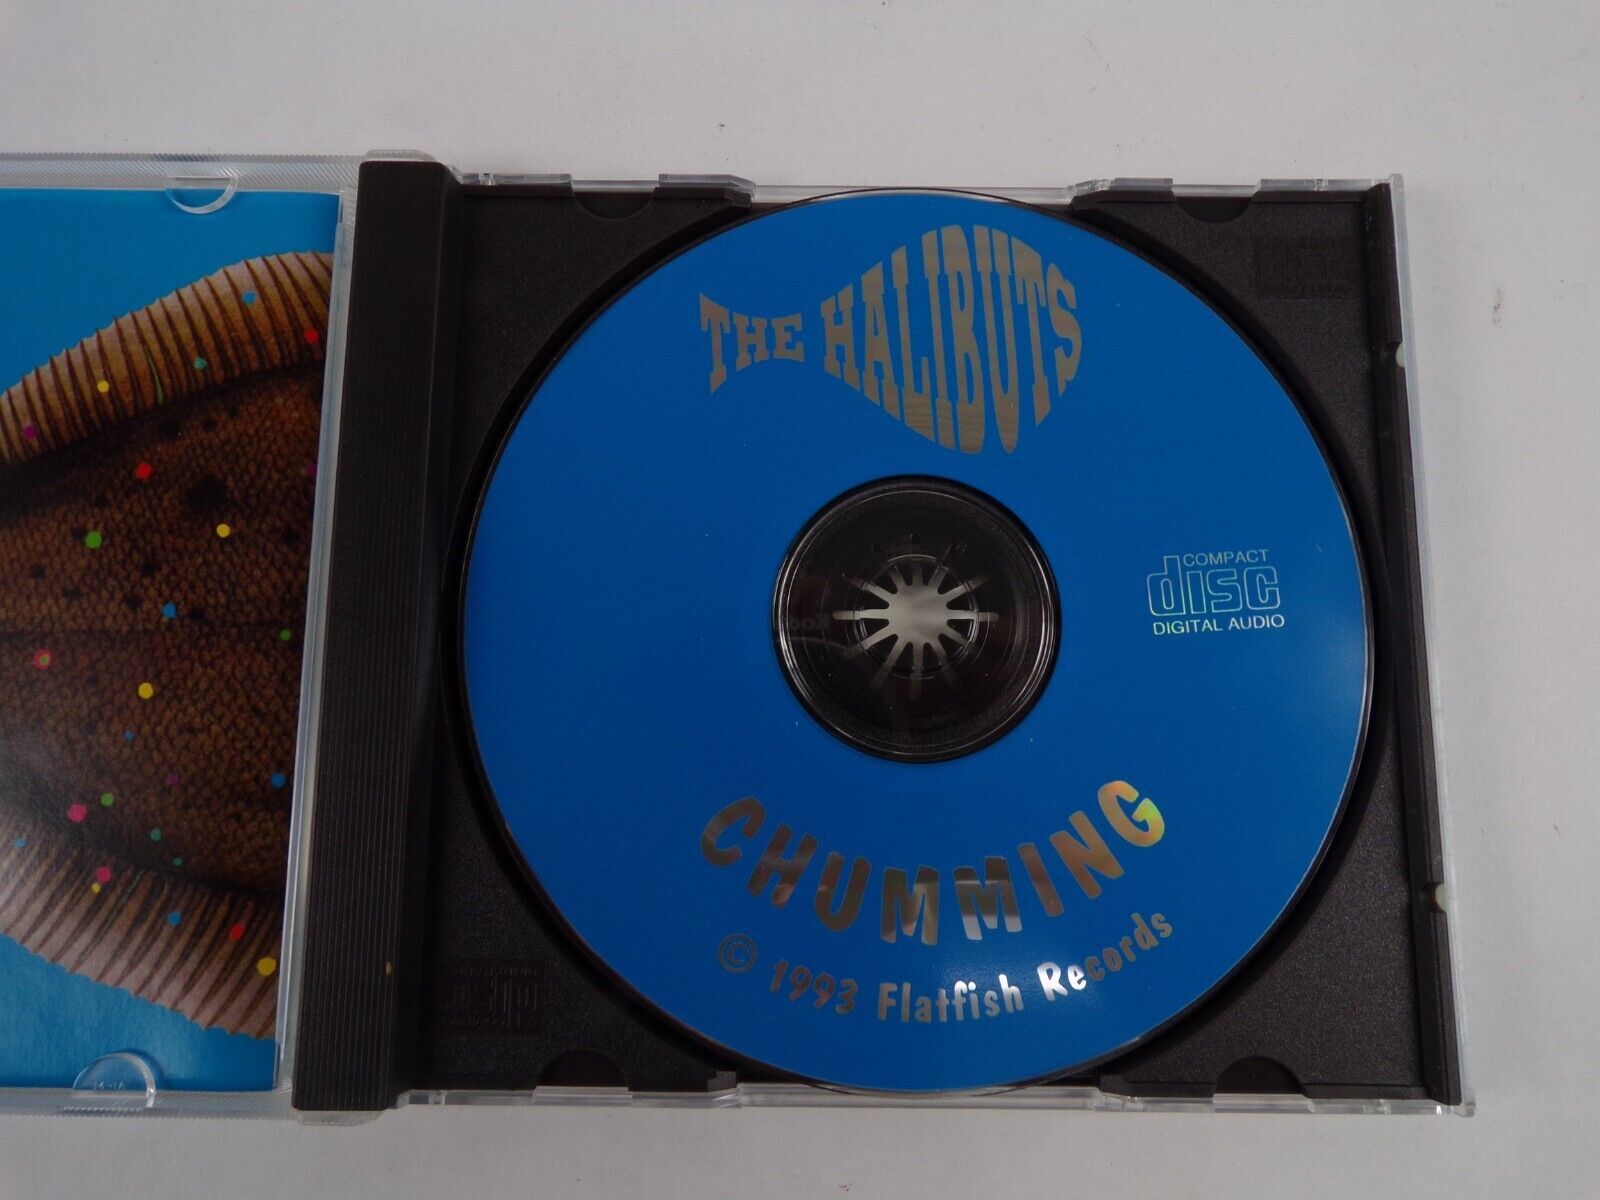 THE HALIBUTS
COMPACT
disc
DIGITAL AUDIO
CHUMMING
© 1993 Flatfish Records